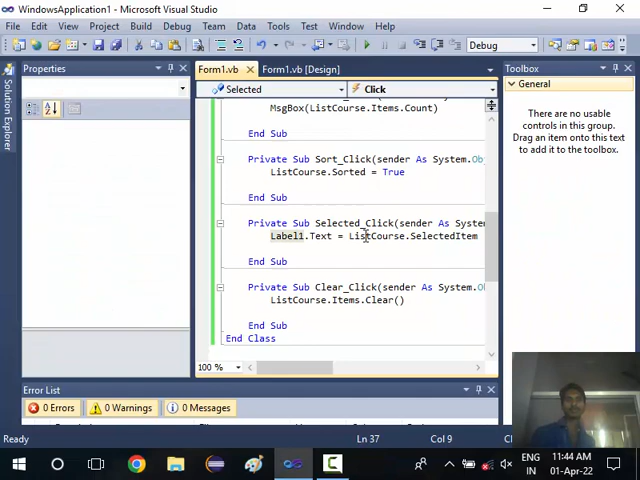 WindowsApplication1 - Microsoft Visual Studio
File Edit View Project Build Debug Team Data Tools Test Window Help
Debug
Solution Explorer
Properties
Form1.vb
Form1.vb [Design]
Selected
Click
MsgBox(ListCourse.Items.Count)
End Sub
Private Sub Sort_Click(sender As System.Ob
ListCourse.Sorted = True
End Sub
Private Sub Selected_Click(sender As System
Label1.Text = ListCourse.SelectedItem
End Sub
Private Sub Clear_Click(sender As System.Ob
ListCourse.Items.Clear()
End Sub
End Class
100 %
Toolbox
General
There are no usable
controls in this group.
Drag an item onto this text
to add it to the toolbox.
Error List
0 Errors
0 Warnings
0 Messages
Ready
Ln 37
Col 9
ENG
IN
11:44 AM
01-Apr-22